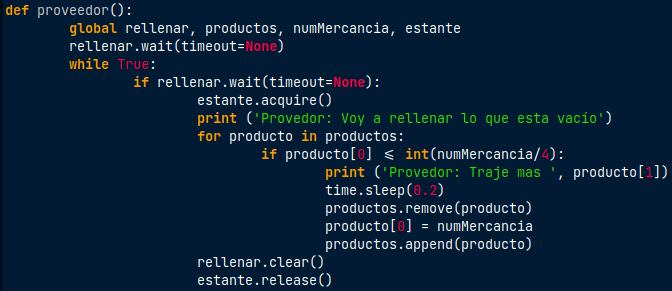 def proveedor():
        global rellenar, productos, numMercancia, estante
        rellenar.wait(timeout=None)
        while True:
                if rellenar.wait(timeout=None):
                        estante.acquire()
                        print ('Provedor: Voy a rellenar lo que esta vacío')
                        for producto in productos:
                                if producto[0] ≤ int(numMercancia/4):
                                        print ('Provedor: Traje mas ', producto[1])
                                        time.sleep(0.2)
                                        productos.remove(producto)
                                        producto[0] = numMercancia
                                        productos.append(producto)
                        rellenar.clear()
                        estante.release()